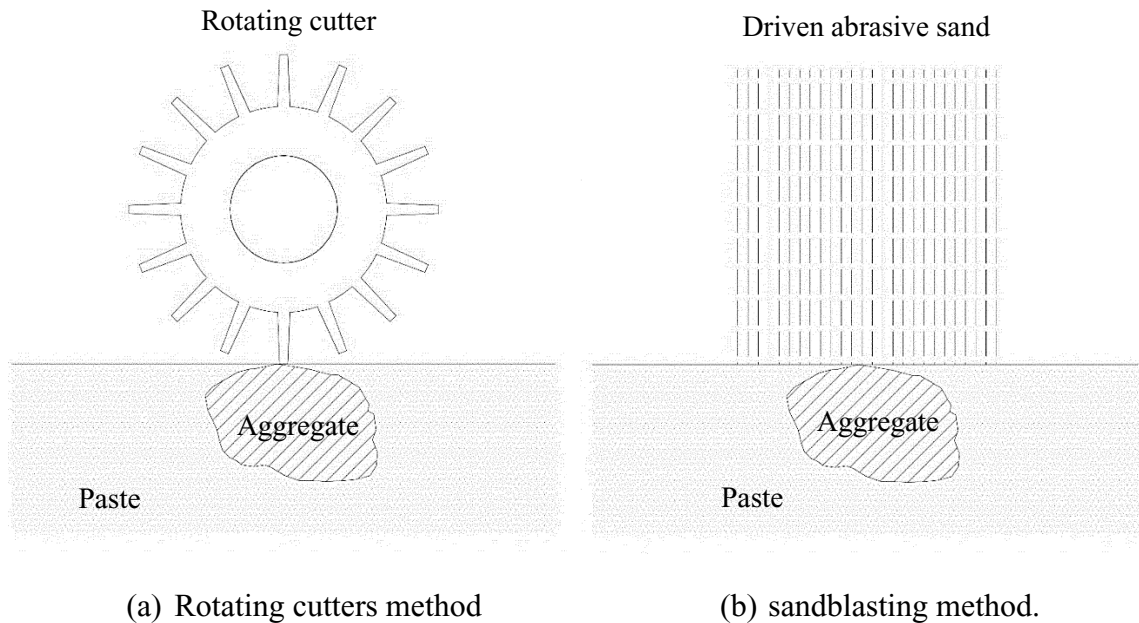 Rotating cutter
Driven abrasive sand
Aggregate
Aggregate
Paste
Paste
(a) Rotating cutters method
(b) sandblasting method.